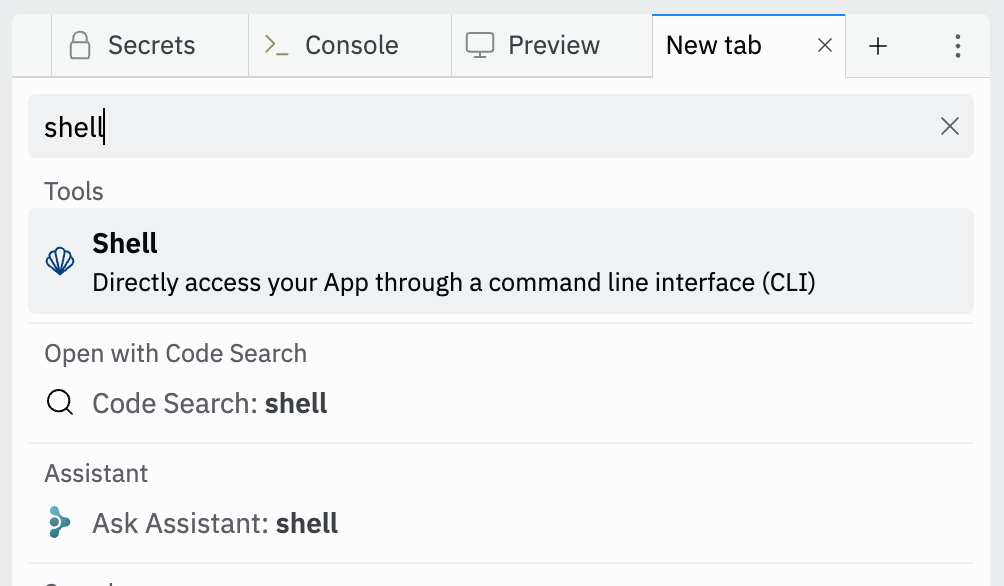 Secrets
Console
Preview
New tab
shell
Tools
Shell
Directly access your App through a command line interface (CLI)
Open with Code Search
Code Search: shell
Assistant
Ask Assistant: shell